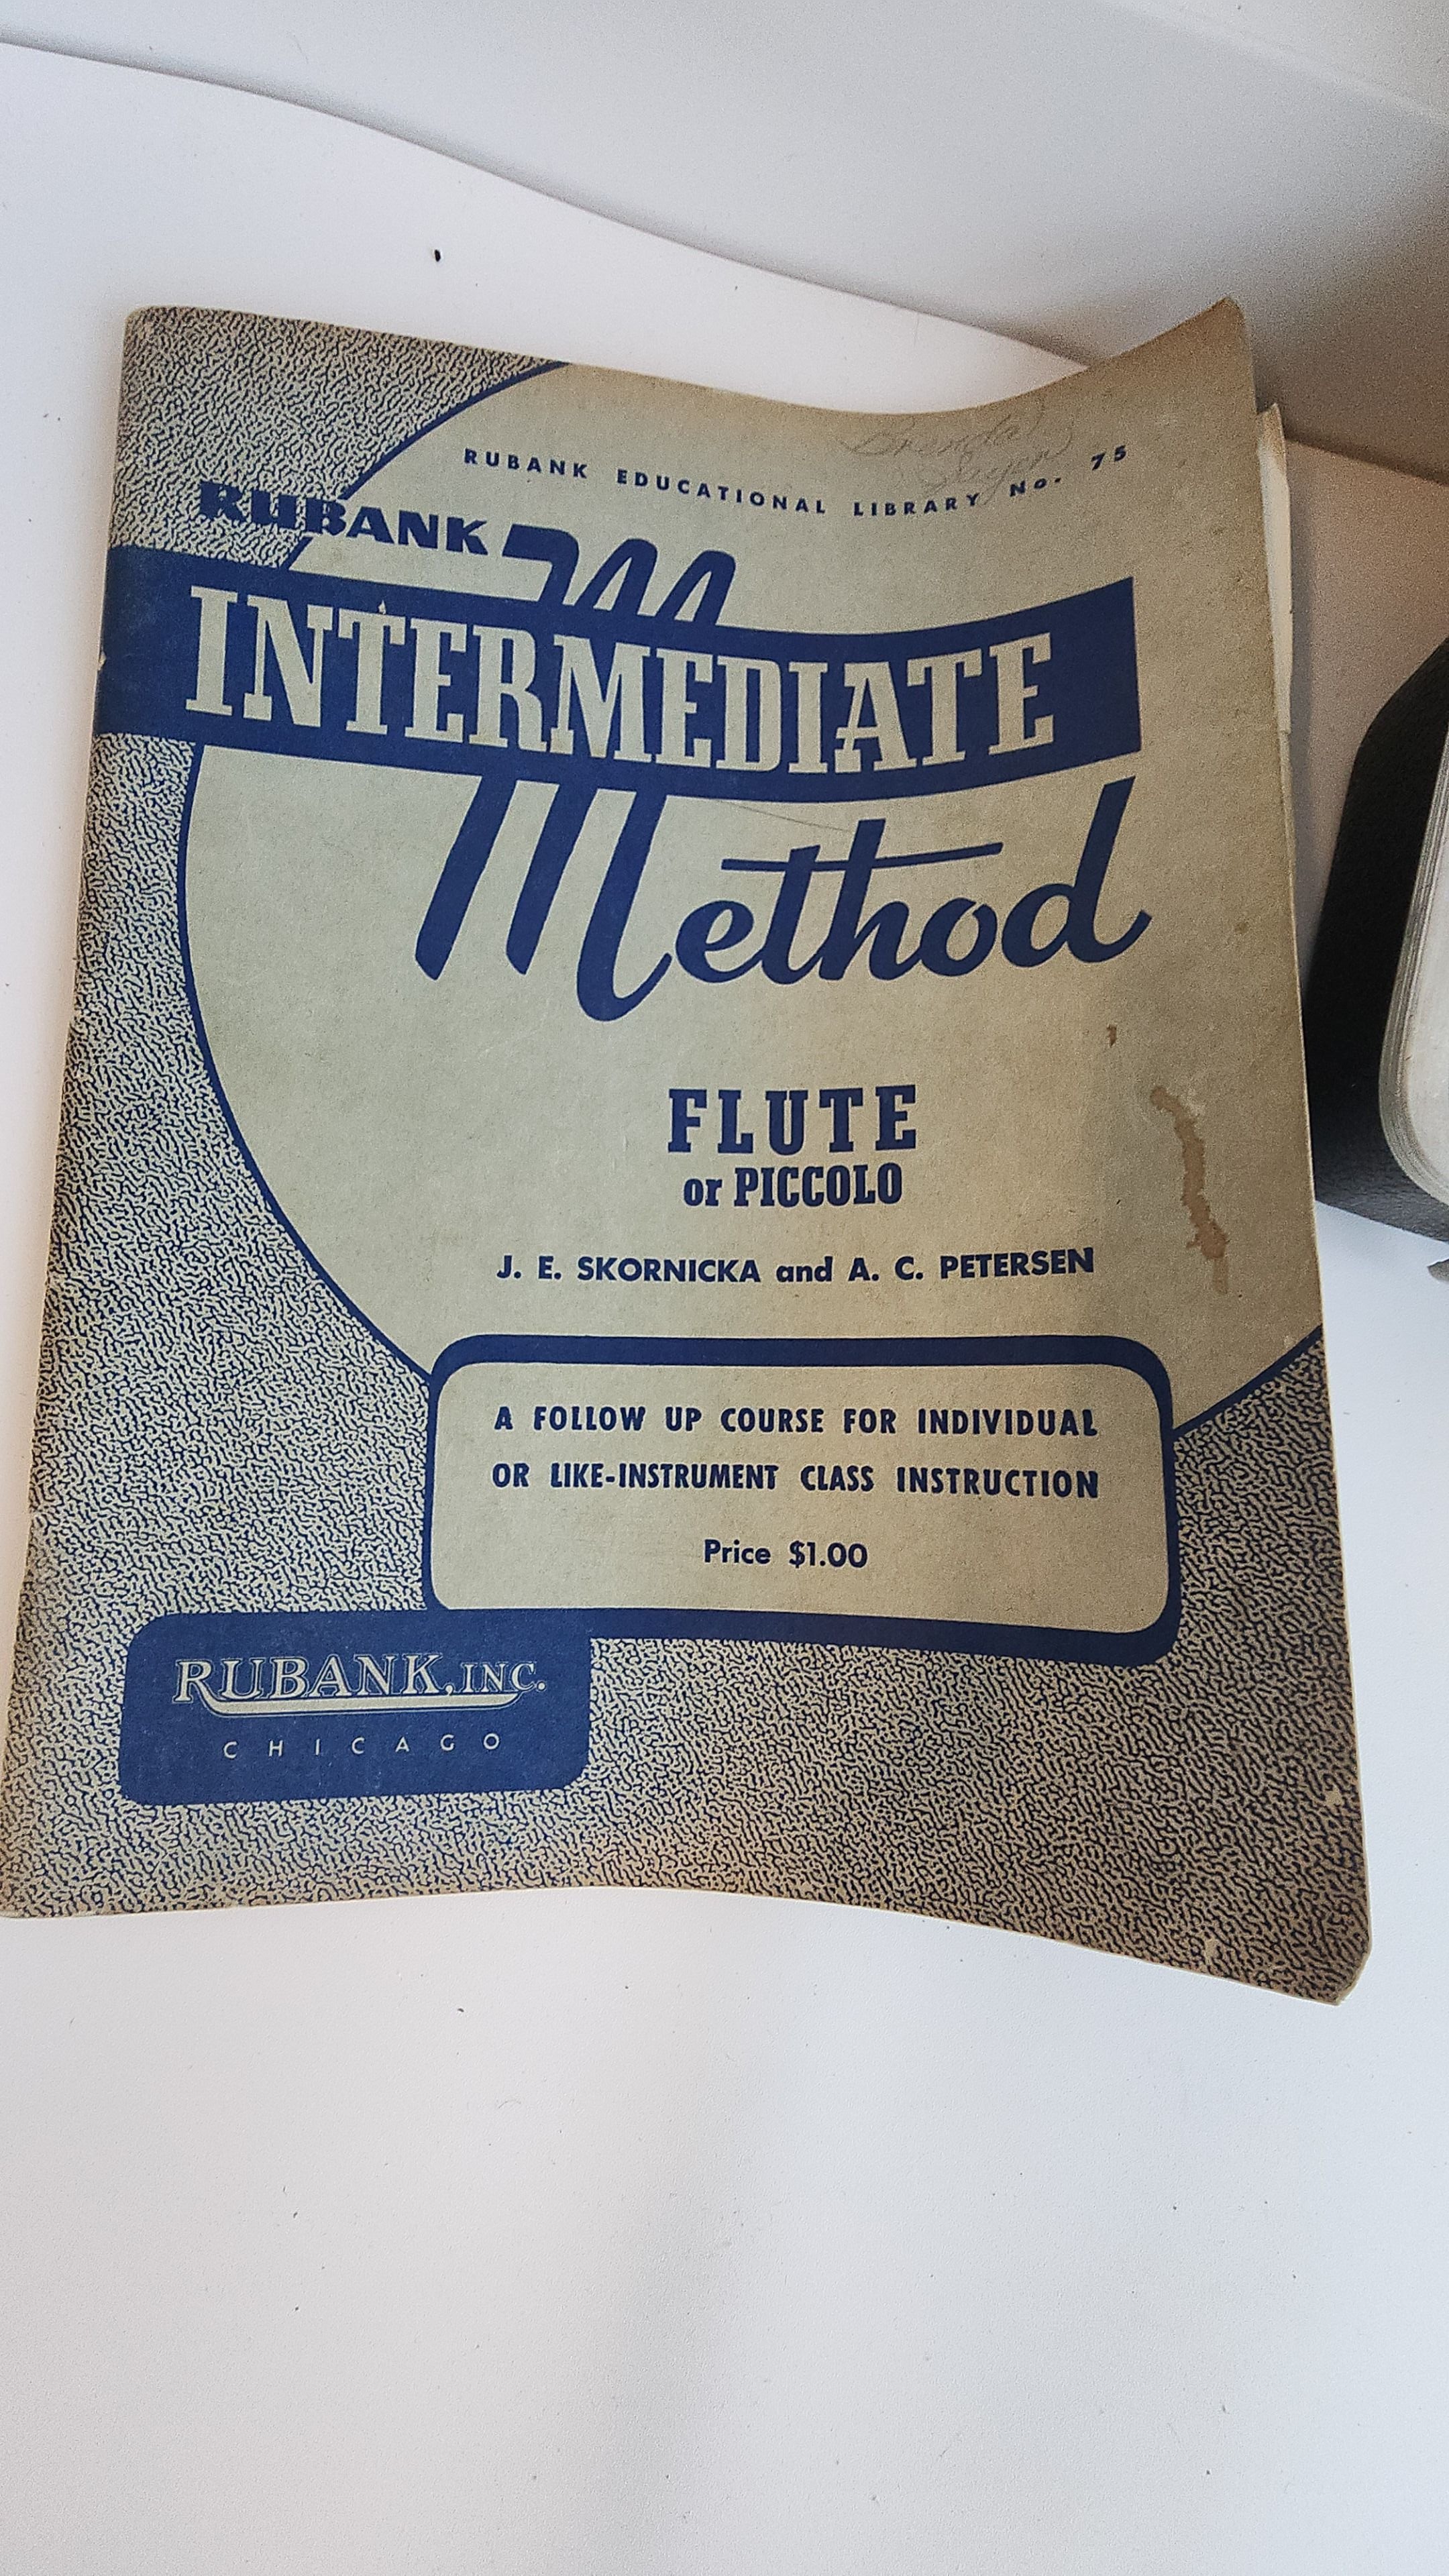 Brenda
RUBANK EDUCATIONAL LIBRARY No. 75
RUBANK
INTERMEDIATE
Method
FLUTE
or PICCOLO
J. E. SKORNICKA and A. C. PETERSEN
A FOLLOW UP COURSE FOR INDIVIDUAL
OR LIKE-INSTRUMENT CLASS INSTRUCTION
Price $1.00
RUBANK, INC.
CHICAGO